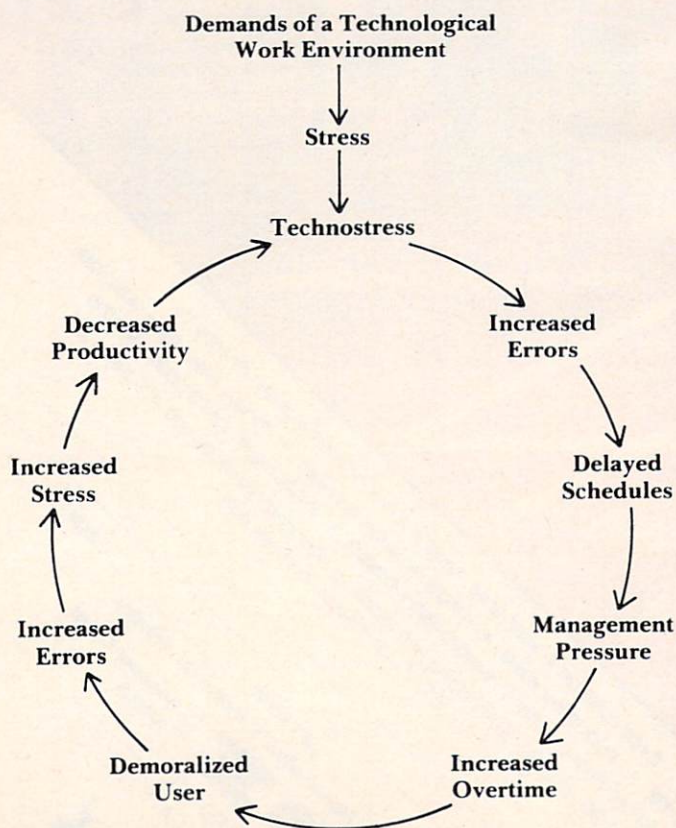 Demands of a Technological
Work Environment
Stress
Technostress
Increased
Errors
Delayed
Schedules
Management
Pressure
Increased
Overtime
Demoralized
User
Increased
Errors
Increased
Stress
Decreased
Productivity